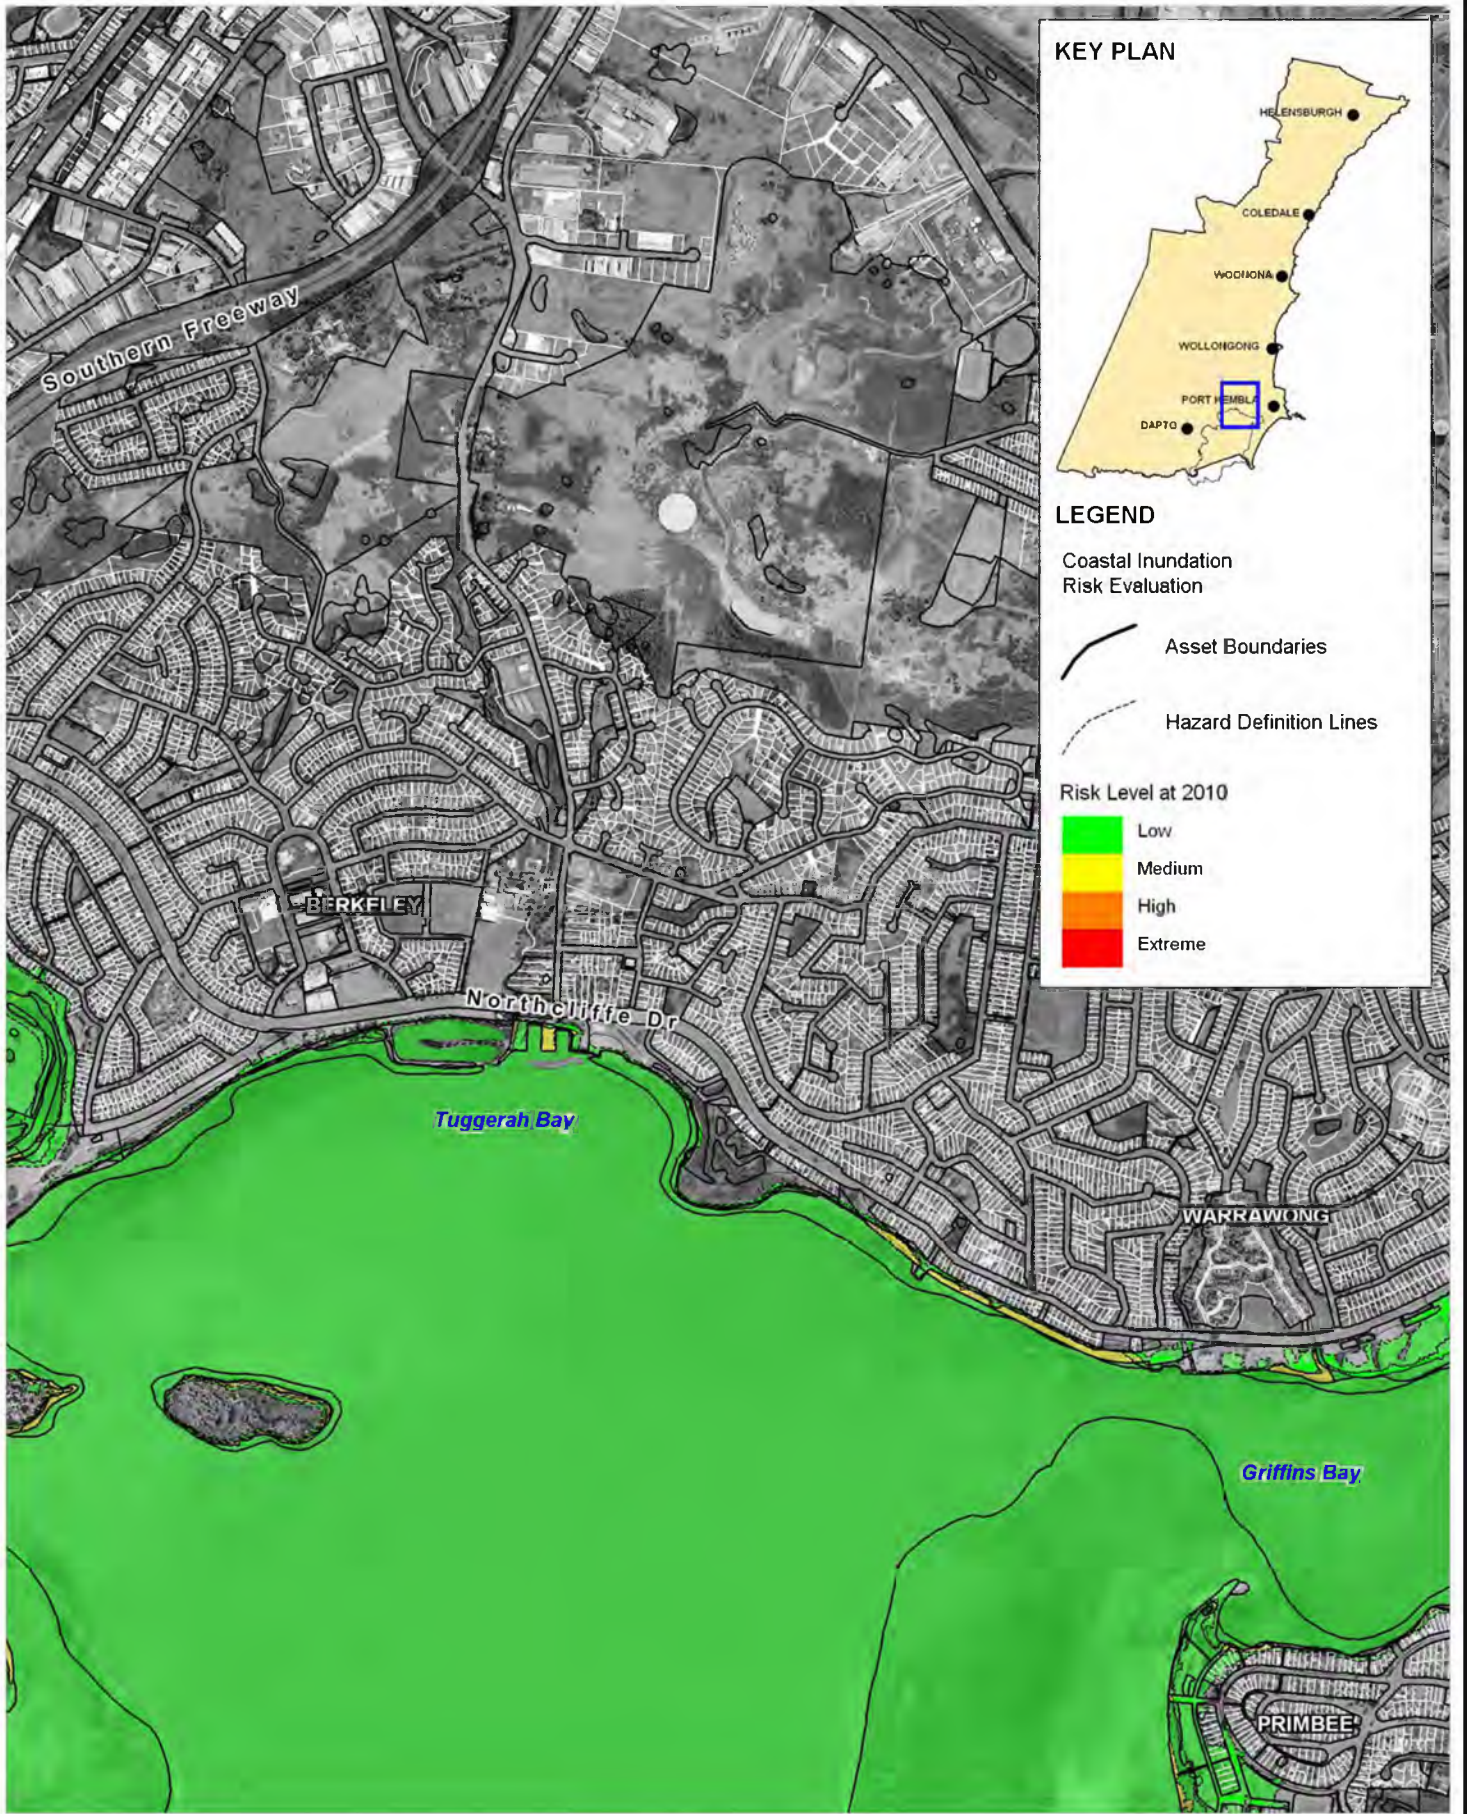 KEY PLAN
HELENSBURGH
COLEDALE
WOONONA
WOLLONGONG
PORT KEMBLA
DAPTO
LEGEND
Coastal Inundation
Risk Evaluation
Asset Boundaries
Hazard Definition Lines
Risk Level at 2010
Low
Medium
High
Extreme
Southern Freeway
BERKELEY
Northcliffe Dr
Tuggerah Bay
WARRAWONG
Griffins Bay
PRIMBEE